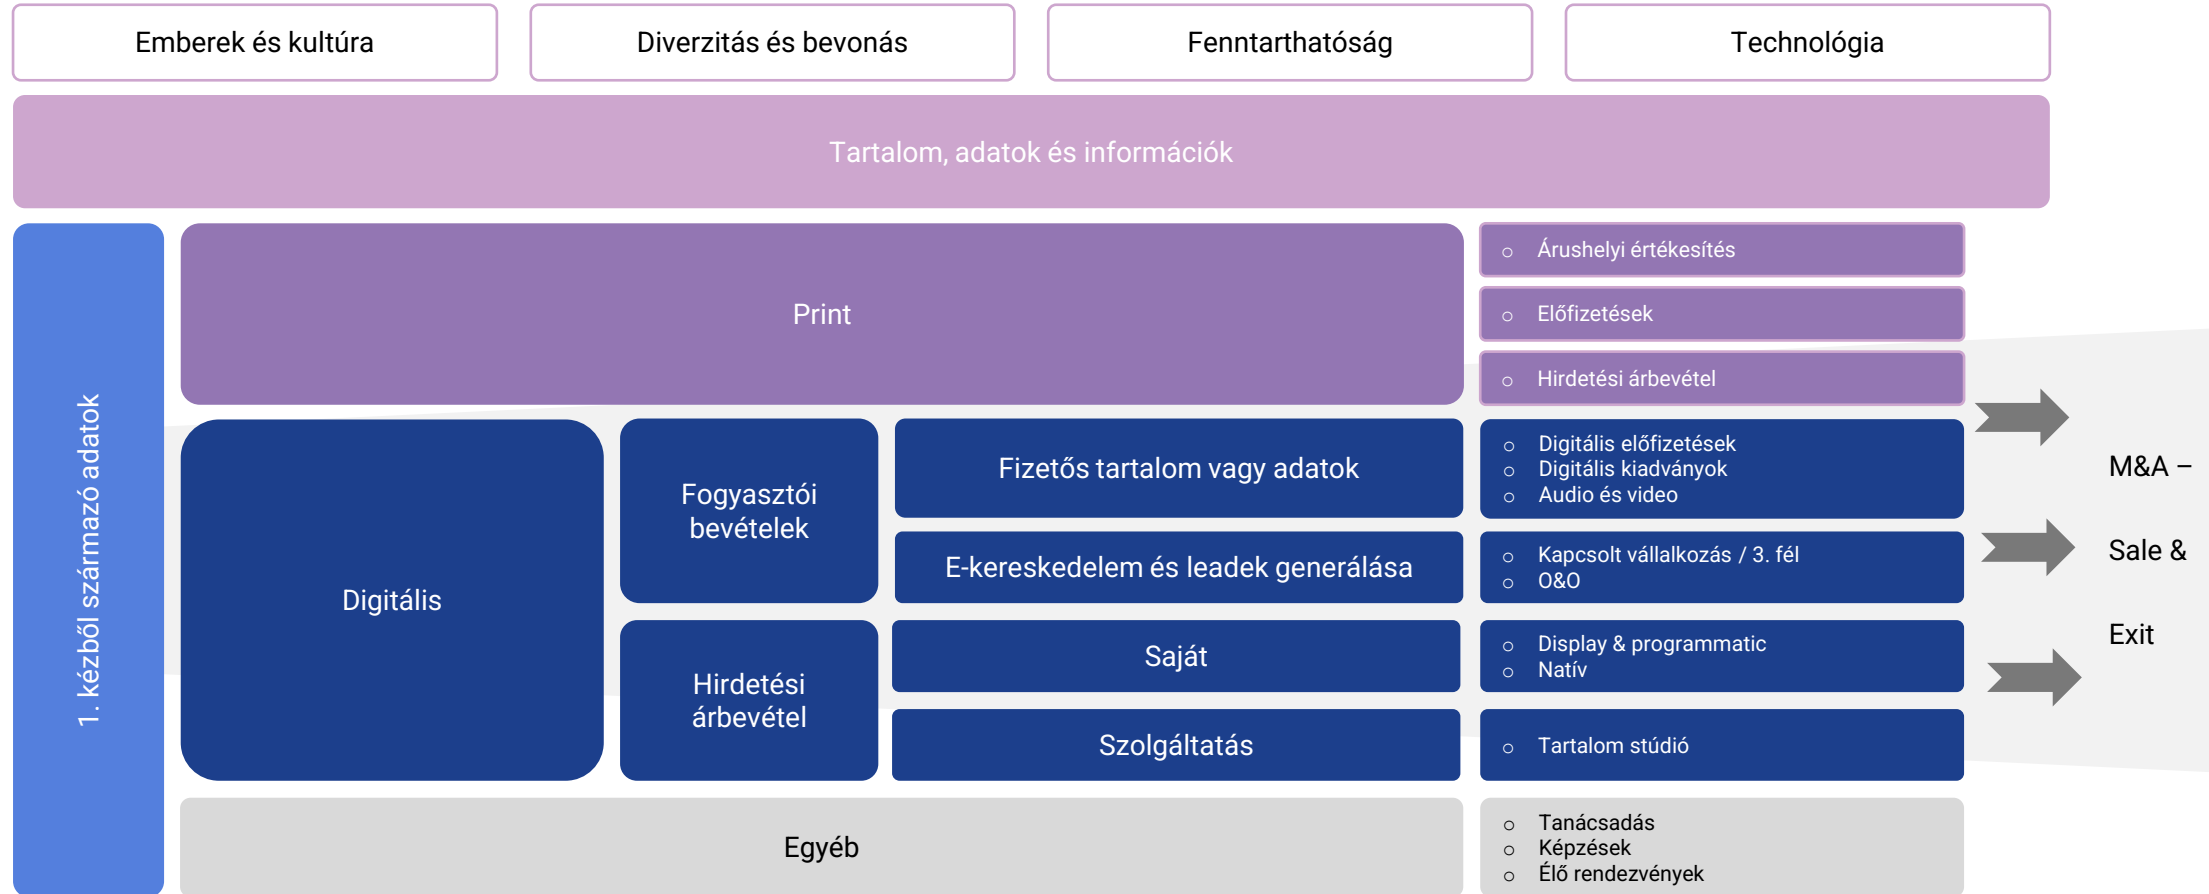 Emberek és kultúra
Diverzitás és bevonás
Fenntarthatóság
Technológia
Tartalom, adatok és információk
1. kézből származó adatok
Print
o Árushelyi értékesítés
o Előfizetések
o Hirdetési árbevétel
Digitális
Fogyasztói
bevételek
Fizetős tartalom vagy adatok
o Digitális előfizetések
o Digitális kiadványok
o Audio és video
E-kereskedelem és leadek generálása
o Kapcsolt vállalkozás / 3. fél
o O&O
Hirdetési
árbevétel
Saját
o Display & programmatic
o Natív
Szolgáltatás
o Tartalom stúdió
M&A –
Sale &
Exit
Egyéb
o Tanácsadás
o Képzések
o Élő rendezvények